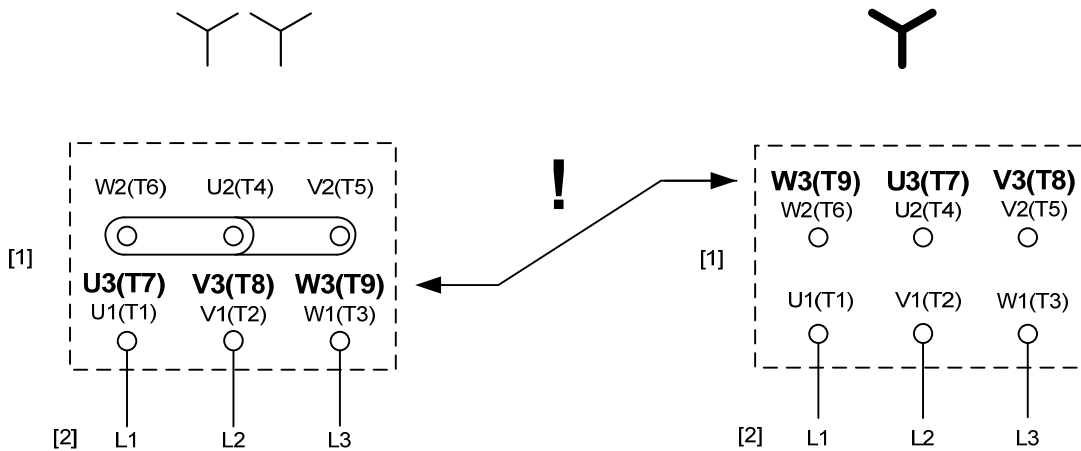 W2(T6) U2(T4) V2(T5)
[1]
U3(T7) V3(T8) W3(T9)
U1(T1) V1(T2) W1(T3)
[2] L1 L2 L3
!
W3(T9) U3(T7) V3(T8)
W2(T6) U2(T4) V2(T5)
[1]
U1(T1) V1(T2) W1(T3)
[2] L1 L2 L3